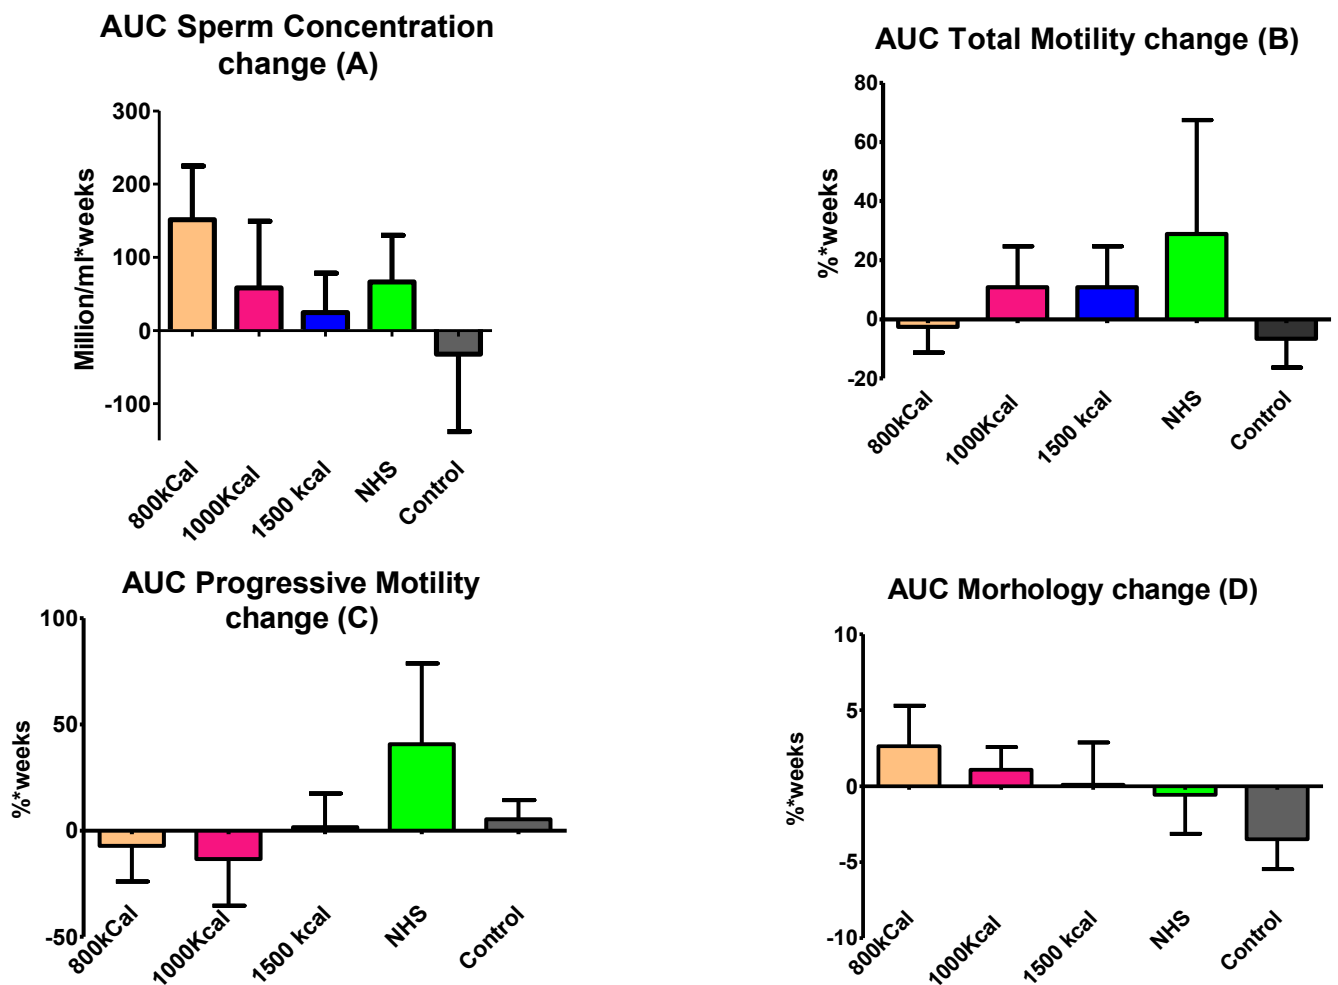 AUC Sperm Concentration
change (A)
300
200
100
0
-100
Million/ml*weeks
800kCal
1000Kcal
1500 kcal
NHS
Control
AUC Total Motility change (B)
80
60
40
20
0
-20
%*weeks
800kCal
1000Kcal
1500 kcal
NHS
Control
AUC Progressive Motility
change (C)
100
50
0
-50
%*weeks
800kCal
1000Kcal
1500 kcal
NHS
Control
AUC Morhology change (D)
10
5
0
-5
-10
%*weeks
800kCal
1000Kcal
1500 kcal
NHS
Control